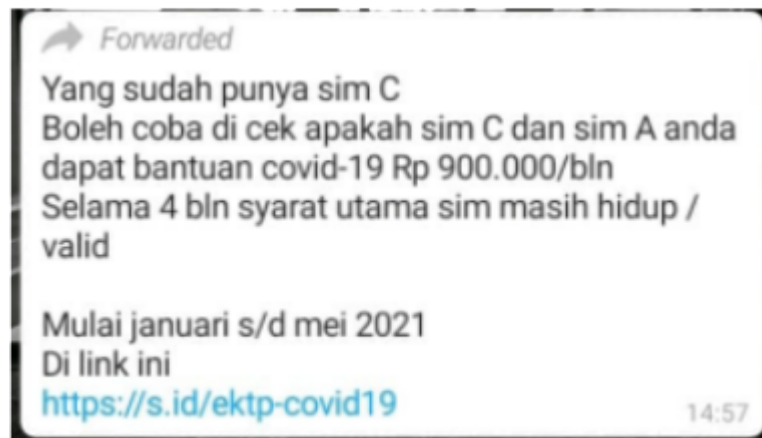 Forwarded
Yang sudah punya sim C
Boleh coba di cek apakah sim C dan sim A anda
dapat bantuan covid-19 Rp 900.000/bln
Selama 4 bln syarat utama sim masih hidup /
valid
Mulai januari s/d mei 2021
Di link ini
https://s.id/ektp-covid19
14:57